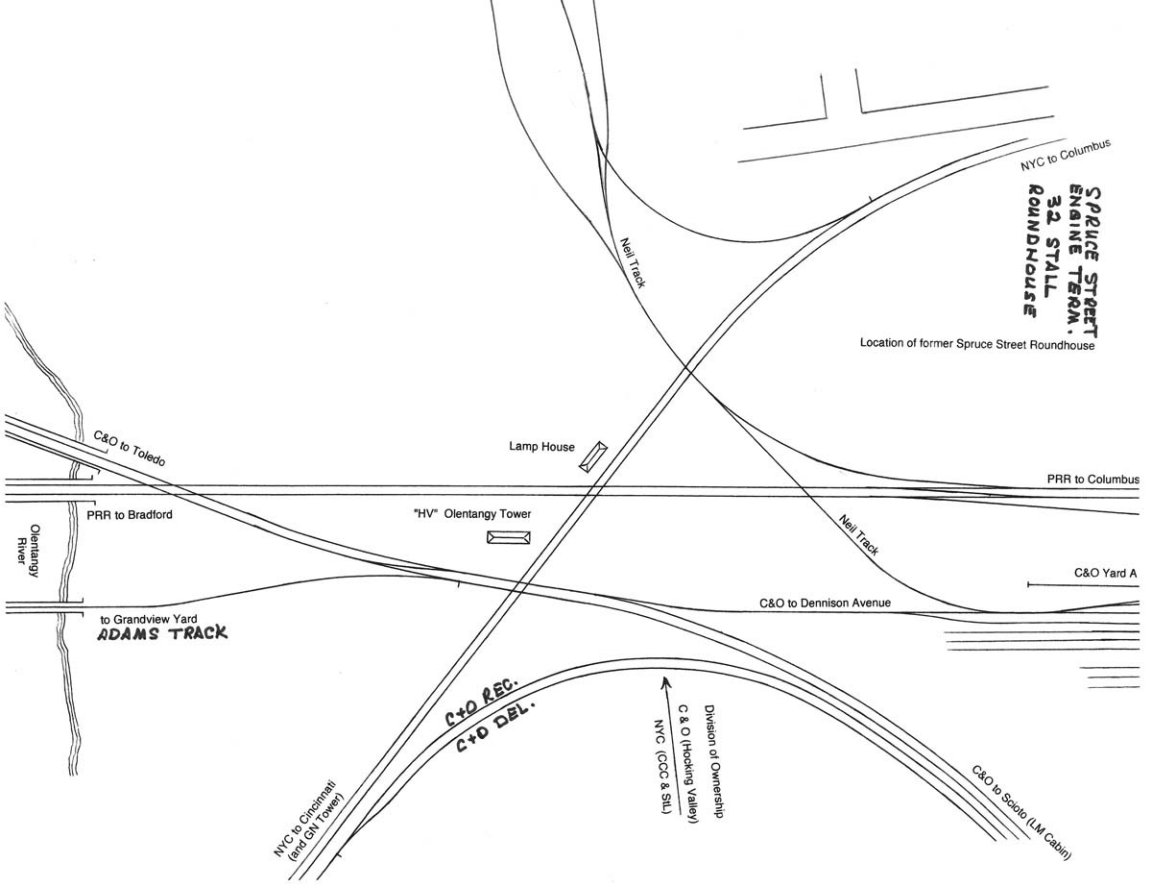 NYC to Columbus
SPRUCE STREET
ENGINE TERM.
32 STALL
ROUNDHOUSE
Neil Track
Location of former Spruce Street Roundhouse
C&O to Toledo
Lamp House
PRR to Columbus
PRR to Bradford
"HV" Olentangy Tower
Olentangy
River
Neil Track
C&O Yard A
C&O to Dennison Avenue
to Grandview Yard
ADAMS TRACK
C+O REC.
C+O DEL.
Division of Ownership
C & O (Hocking Valley)
NYC (CCC & StL)
NYC to Cincinnati
(and GN Tower)
C&O to Scioto (LM Cabin)